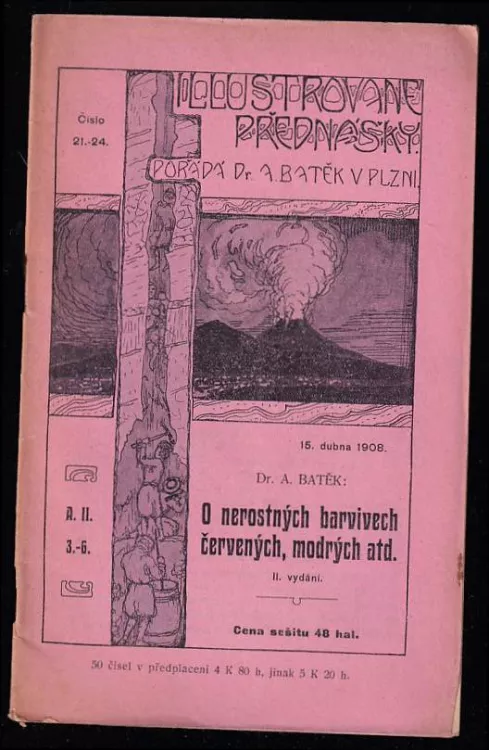 Číslo
21.-24.
ILLUSTROVANÉ
PŘEDNÁŠKY.
POŘÁDÁ Dr. A. BATĚK V PLZNI.
15. dubna 1908.
Dr. A. BATĚK:
A. II.
3.-6.
O nerostných barvivech
červených, modrých atd.
II. vydání.
Cena sešitu 48 hal.
50 čísel v předplacení 4 K 80 h, jinak 5 K 20 h.